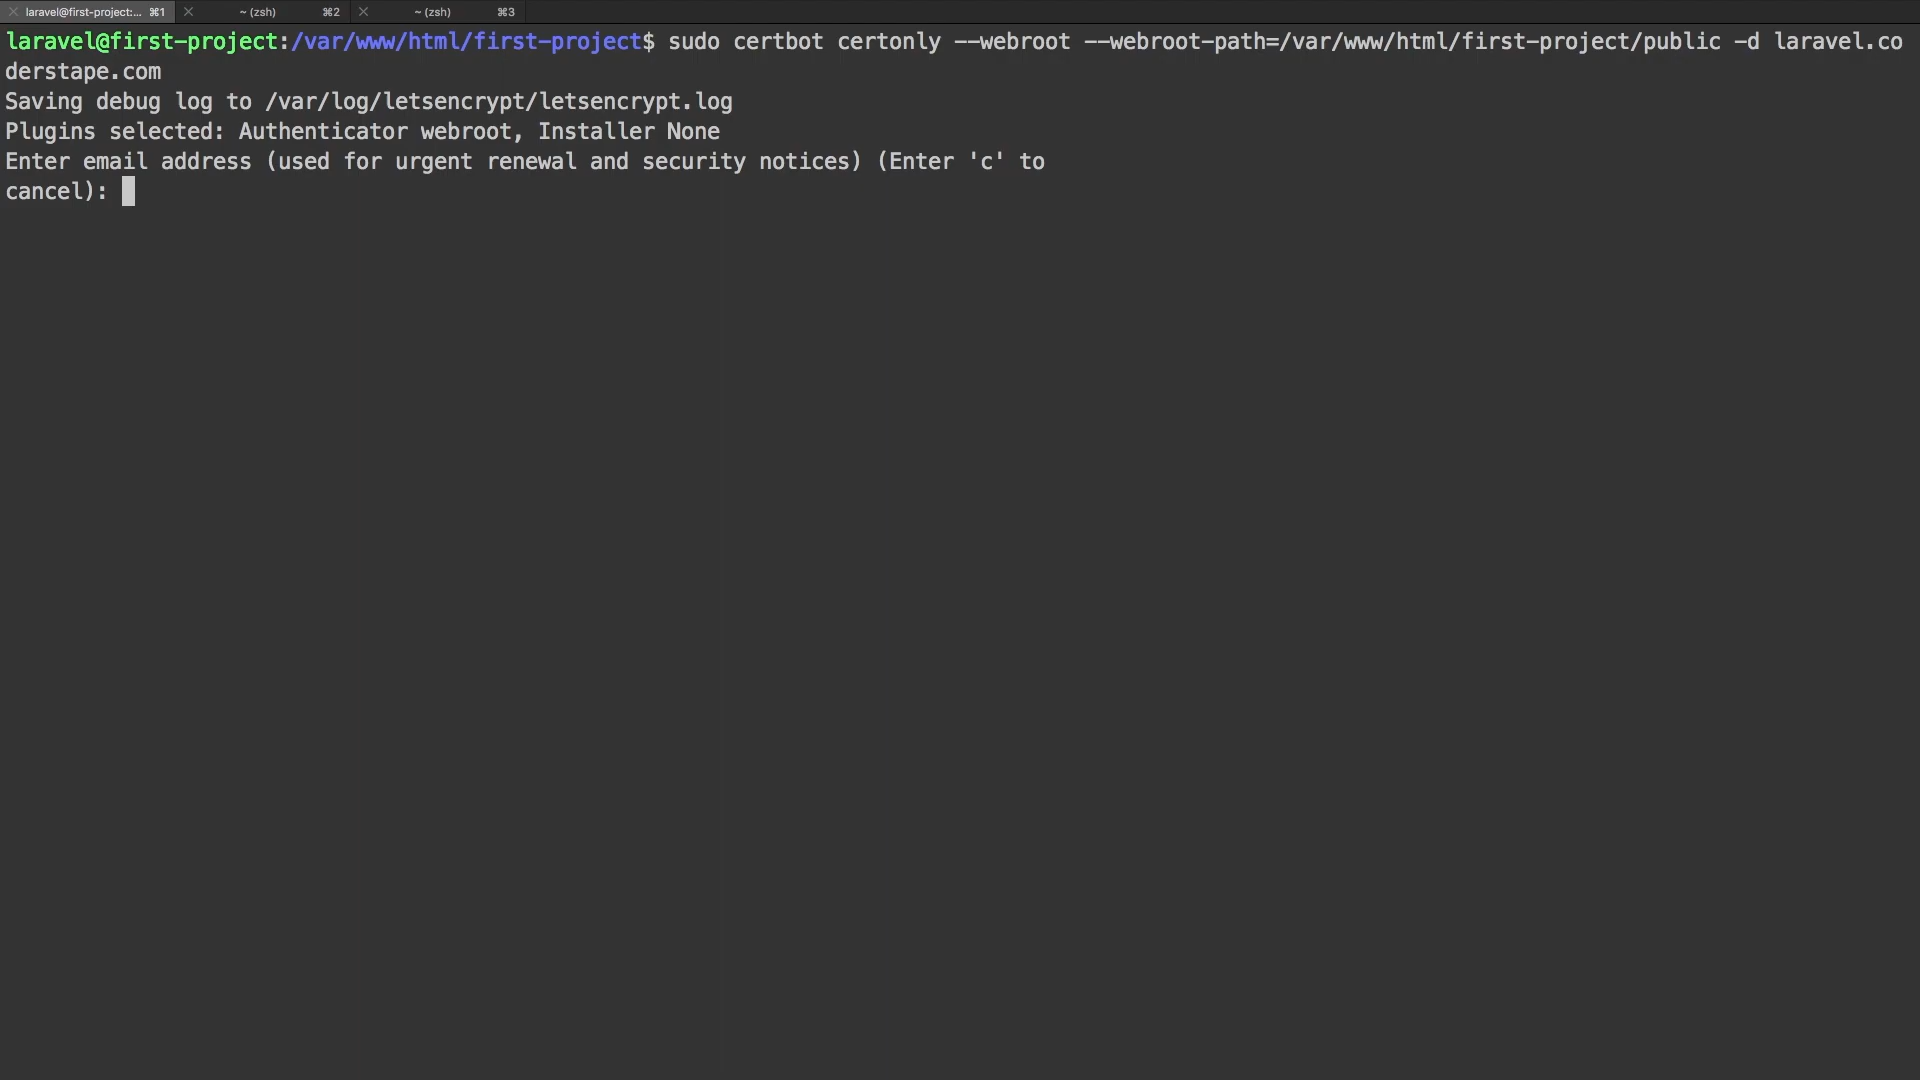 laravel@first-project:... ⌘1 ~ (zsh) ⌘2 ~ (zsh) ⌘3
laravel@first-project:/var/www/html/first-project$ sudo certbot certonly --webroot --webroot-path=/var/www/html/first-project/public -d laravel.co
derstape.com
Saving debug log to /var/log/letsencrypt/letsencrypt.log
Plugins selected: Authenticator webroot, Installer None
Enter email address (used for urgent renewal and security notices) (Enter 'c' to
cancel):